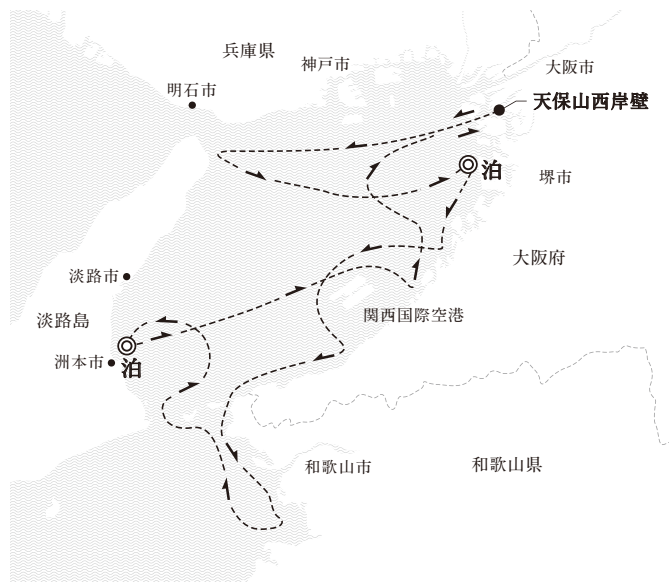 兵庫県
神戸市
大阪市
明石市
天保山西岸壁
泊
堺市
大阪府
淡路市
淡路島
関西国際空港
洲本市
泊
和歌山市
和歌山県